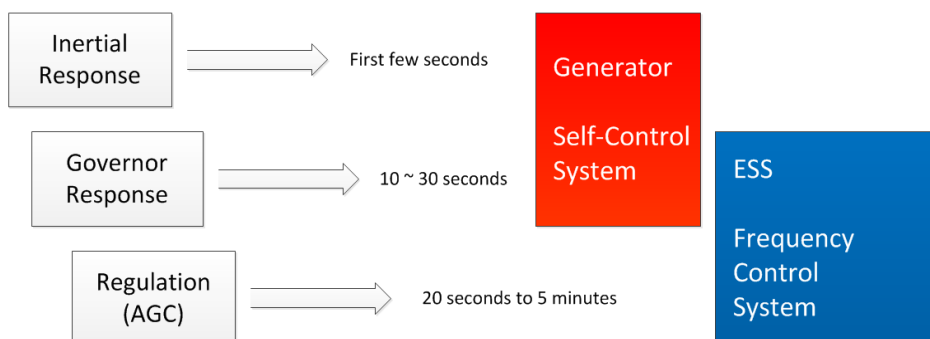 Inertial
Response
First few seconds
Generator
Self-Control
System
Governor
Response
10 ~ 30 seconds
ESS
Frequency
Control
System
Regulation
(AGC)
20 seconds to 5 minutes